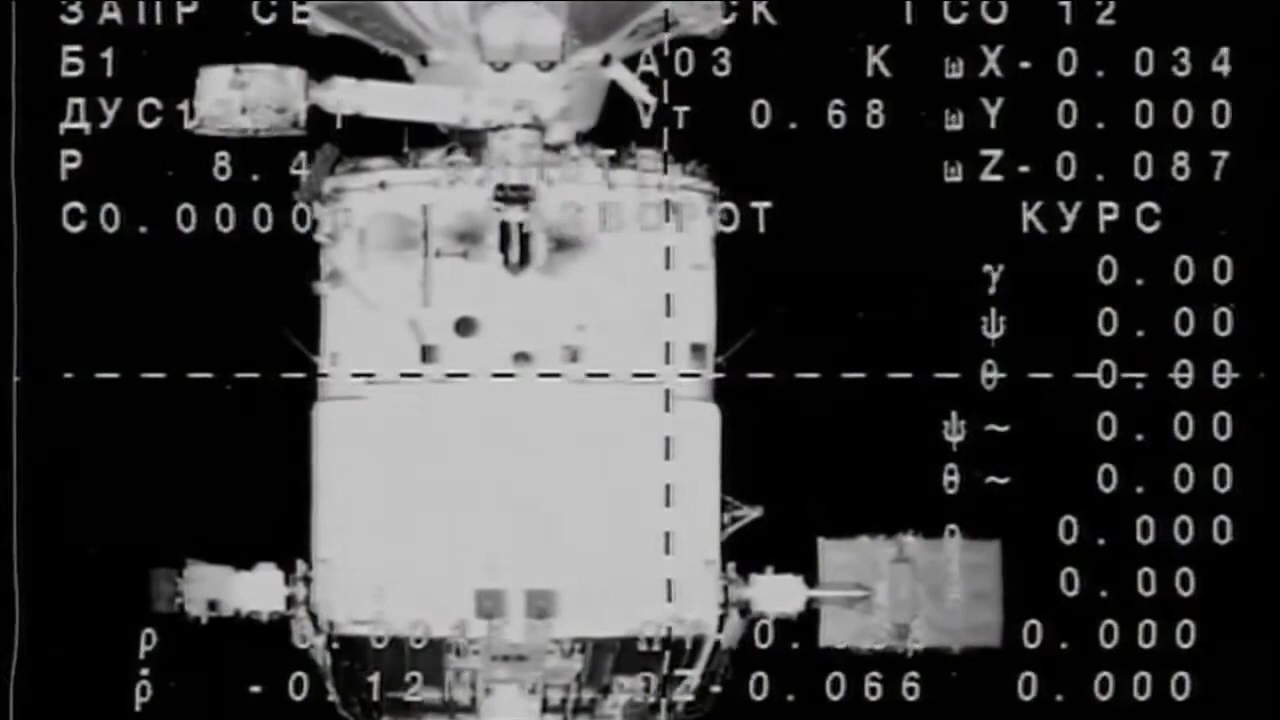 ЗАПР СК ТСО 12
Б1 А03 К ωX-0.034
ДУС1 Vт 0.68 ωY 0.000
Р 8.4 ωZ-0.087
С0.0000 КУРС
γ 0.00
ψ 0.00
θ 0.00
ψ ~ 0.00
θ ~ 0.00
0.000
0.00
ρ 0.000
ρ̇ -0.12 Z-0.066 0.000